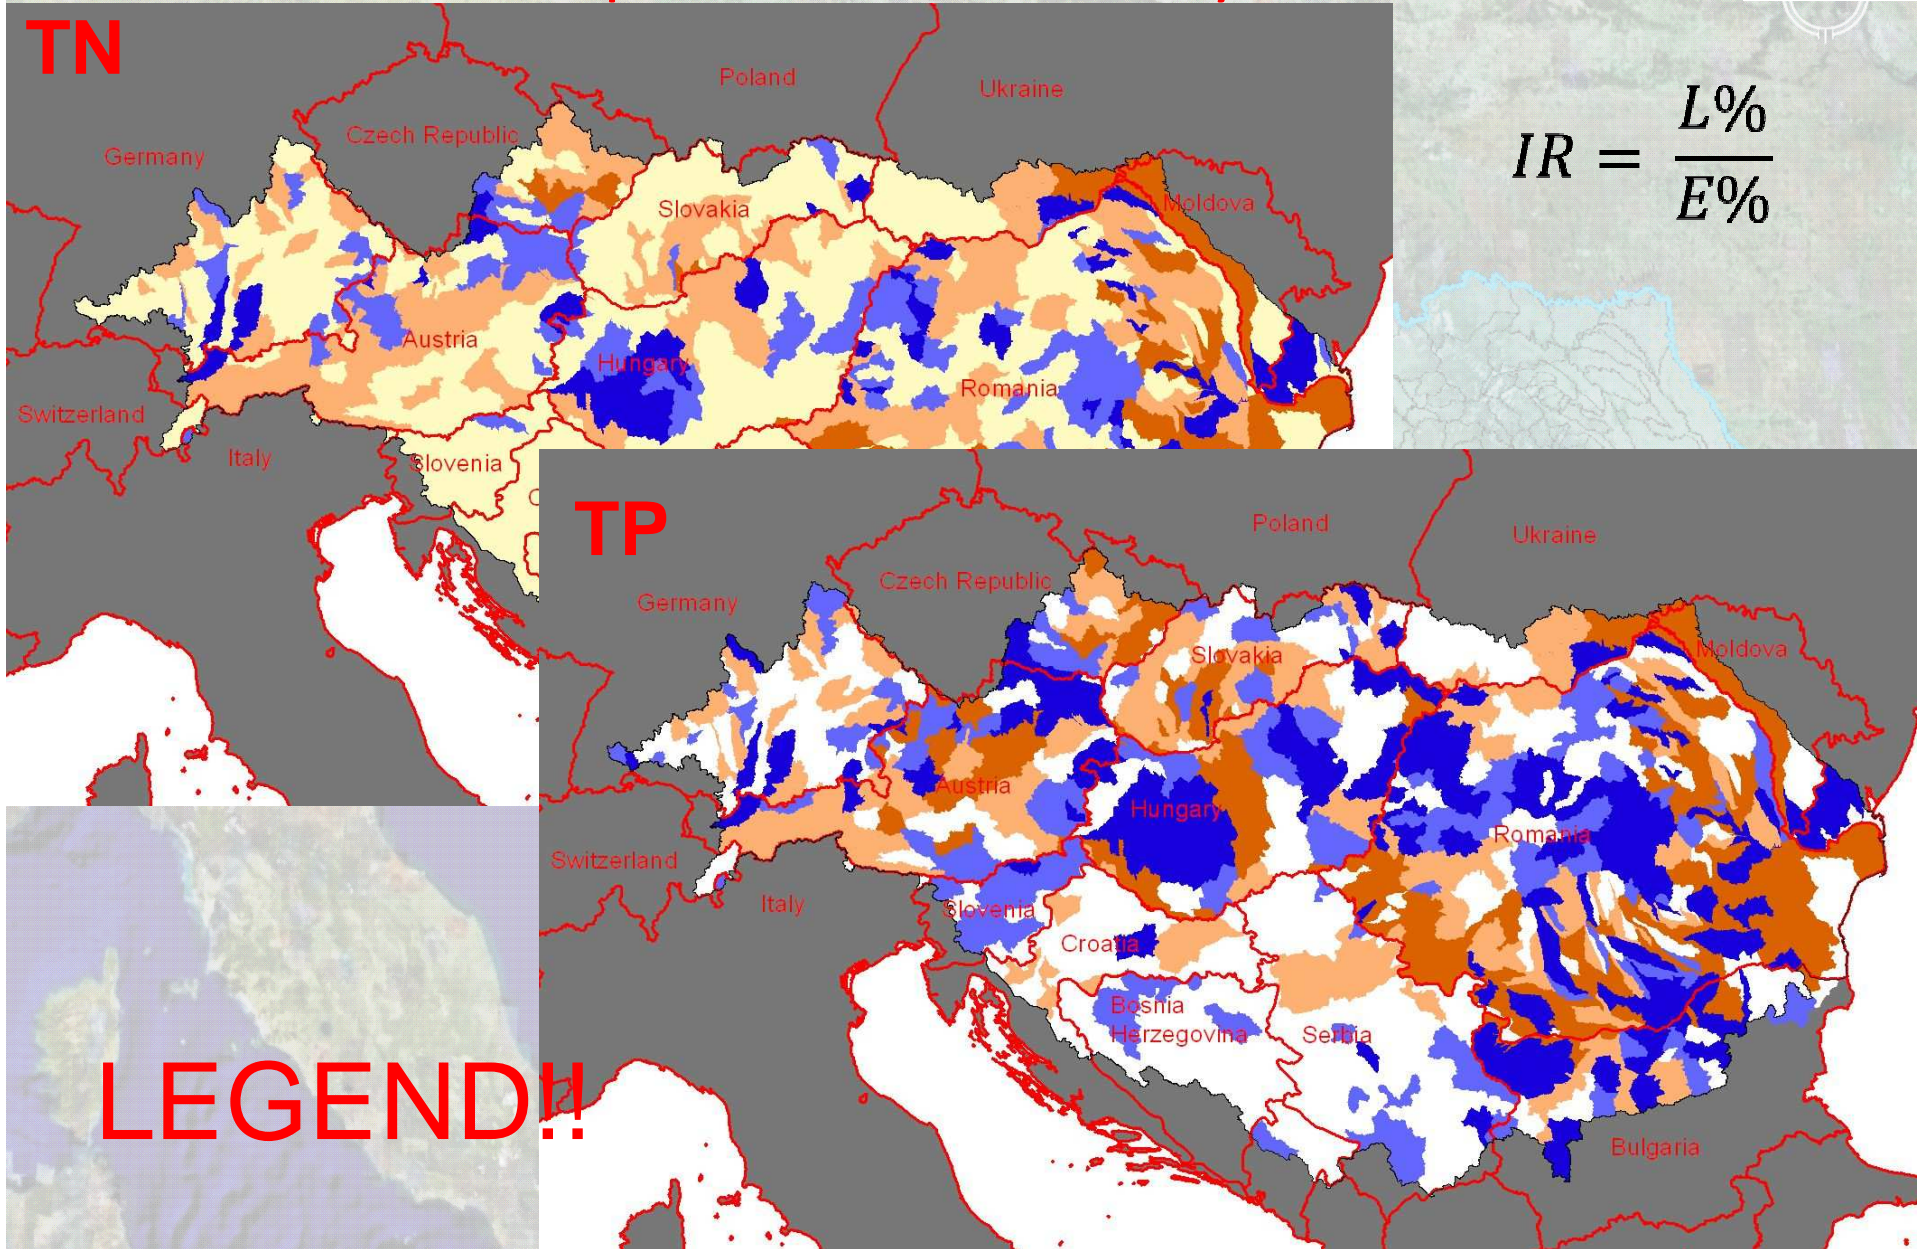 TN
Poland
Ukraine
Czech Republic
Germany
Slovakia
Moldova
Austria
Hungary
Romania
Switzerland
Italy
Slovenia
IR = L% / E%
TP
Poland
Ukraine
Czech Republic
Germany
Slovakia
Moldova
Austria
Hungary
Romania
Switzerland
Italy
Slovenia
Croatia
Bosnia
Herzegovina
Serbia
Bulgaria
LEGEND!!